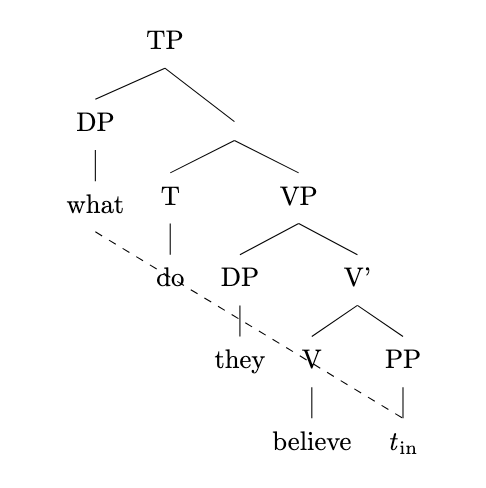 TP
DP
what T VP
do DP V'
they V PP
believe t_in